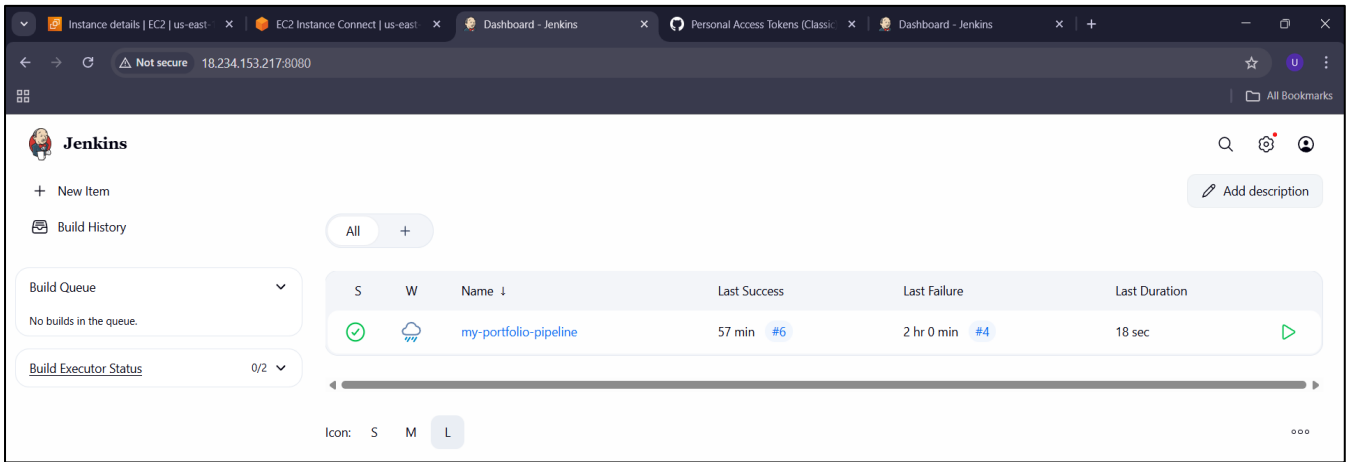 Instance details | EC2 | us-east-
EC2 Instance Connect | us-east-
Dashboard - Jenkins
Personal Access Tokens (Classic)
Dashboard - Jenkins
Not secure 18.234.153.217:8080
U
All Bookmarks
Jenkins
New Item
Add description
Build History
All +
Build Queue
No builds in the queue.
S W Name ↓ Last Success Last Failure Last Duration
my-portfolio-pipeline 57 min #6 2 hr 0 min #4 18 sec
Build Executor Status 0/2
Icon: S M L